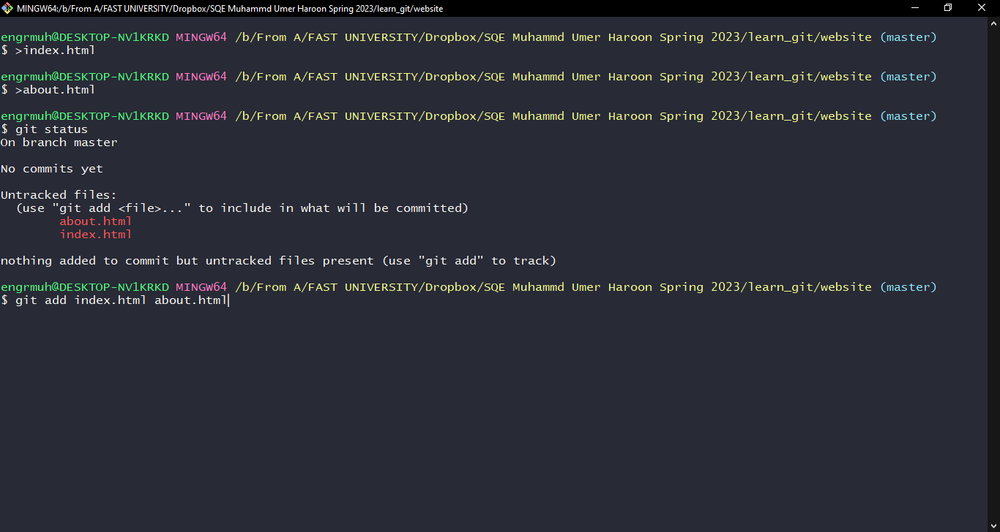 MINGW64:/b/From A/FAST UNIVERSITY/Dropbox/SQE Muhammd Umer Haroon Spring 2023/learn_git/website
engrmuh@DESKTOP-NV1KRKD MINGW64 /b/From A/FAST UNIVERSITY/Dropbox/SQE Muhammd Umer Haroon Spring 2023/learn_git/website (master)
$ >index.html
engrmuh@DESKTOP-NV1KRKD MINGW64 /b/From A/FAST UNIVERSITY/Dropbox/SQE Muhammd Umer Haroon Spring 2023/learn_git/website (master)
$ >about.html
engrmuh@DESKTOP-NV1KRKD MINGW64 /b/From A/FAST UNIVERSITY/Dropbox/SQE Muhammd Umer Haroon Spring 2023/learn_git/website (master)
$ git status
On branch master
No commits yet
Untracked files:
  (use "git add <file>..." to include in what will be committed)
        about.html
        index.html
nothing added to commit but untracked files present (use "git add" to track)
engrmuh@DESKTOP-NV1KRKD MINGW64 /b/From A/FAST UNIVERSITY/Dropbox/SQE Muhammd Umer Haroon Spring 2023/learn_git/website (master)
$ git add index.html about.html